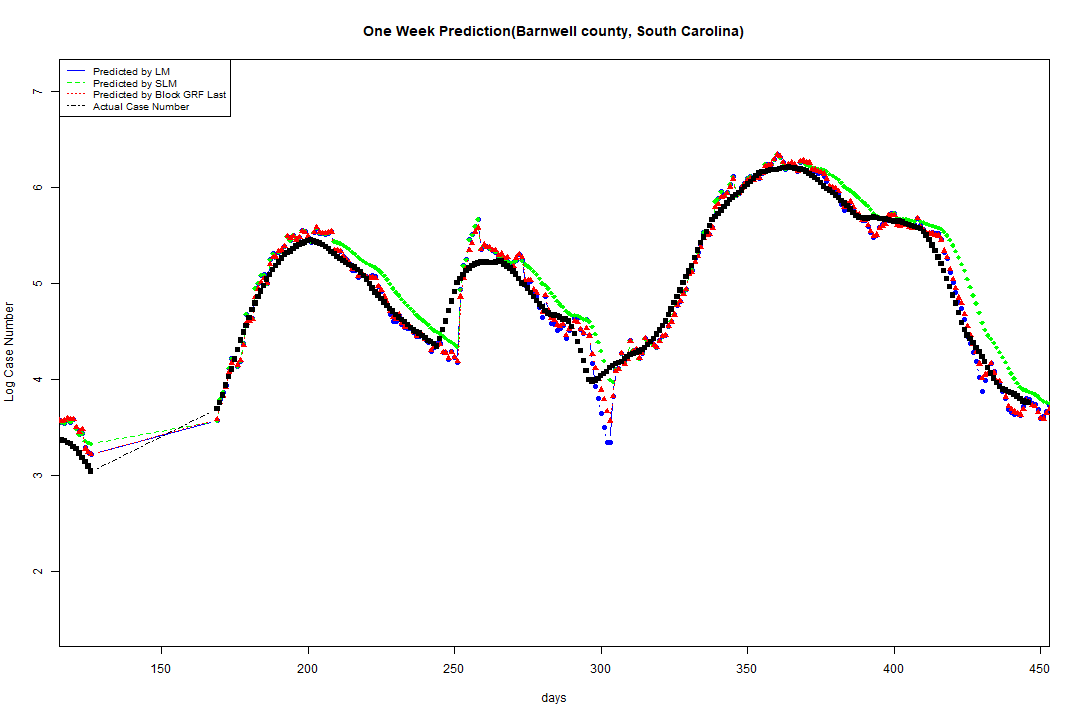 One Week Prediction(Barnwell county, South Carolina)
Predicted by LM
Predicted by SLM
Predicted by Block GRF Last
Actual Case Number
7
6
5
4
3
2
Log Case Number
150 200 250 300 350 400 450
days